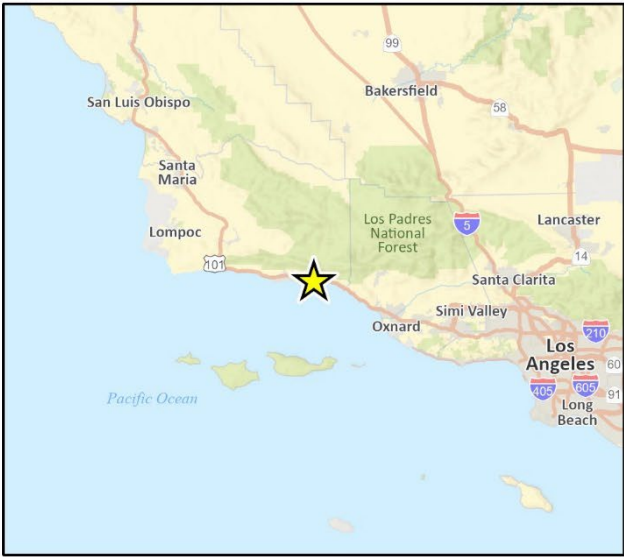 99
Bakersfield
San Luis Obispo
58
Santa
Maria
Los Padres
National
Forest
5
Lancaster
Lompoc
101
14
Santa Clarita
Simi Valley
Oxnard
210
Los
Angeles
60
405
605
91
Long
Beach
Pacific Ocean